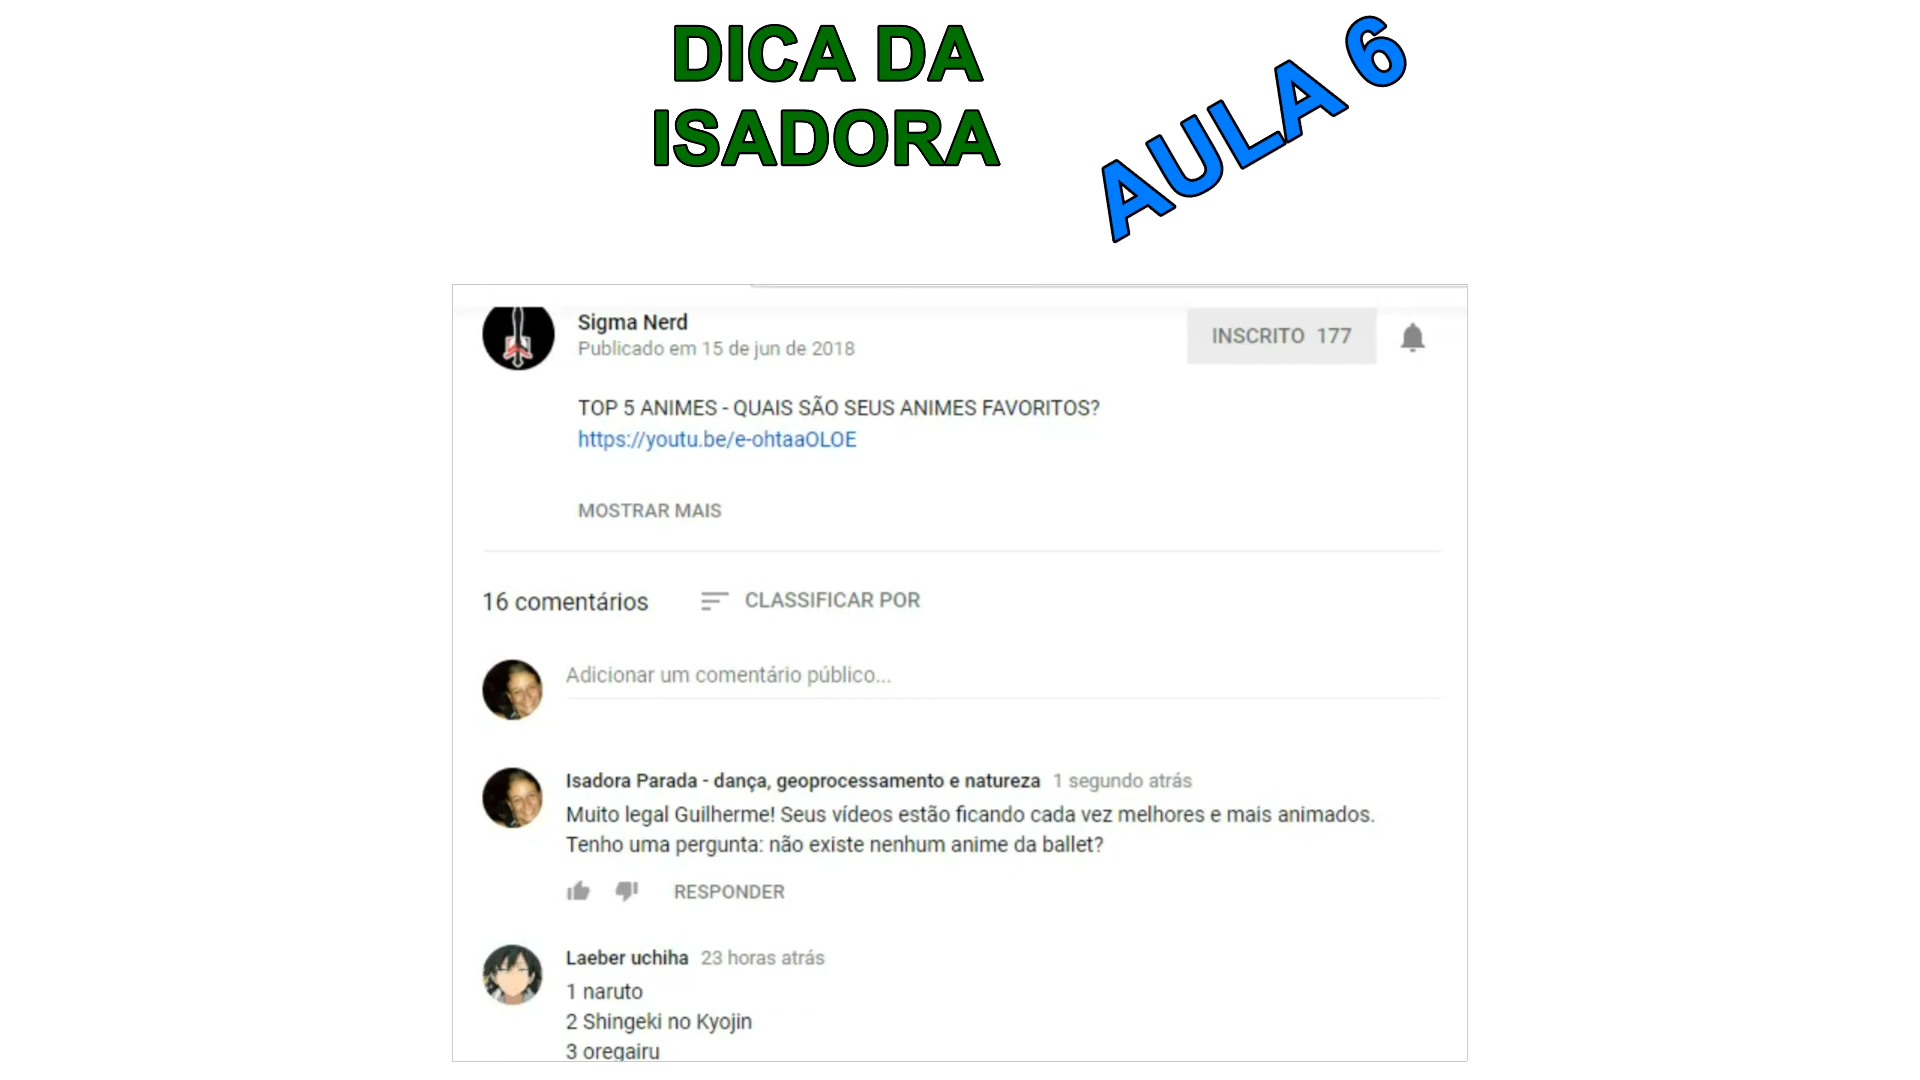 DICA DA
ISADORA
AULA 6
Sigma Nerd
Publicado em 15 de jun de 2018
INSCRITO 177
TOP 5 ANIMES - QUAIS SÃO SEUS ANIMES FAVORITOS?
https://youtu.be/e-ohtaaOLOE
MOSTRAR MAIS
16 comentários
CLASSIFICAR POR
Adicionar um comentário público...
Isadora Parada - dança, geoprocessamento e natureza 1 segundo atrás
Muito legal Guilherme! Seus vídeos estão ficando cada vez melhores e mais animados.
Tenho uma pergunta: não existe nenhum anime da ballet?
RESPONDER
Laeber uchiha 23 horas atrás
1 naruto
2 Shingeki no Kyojin
3 oregairu